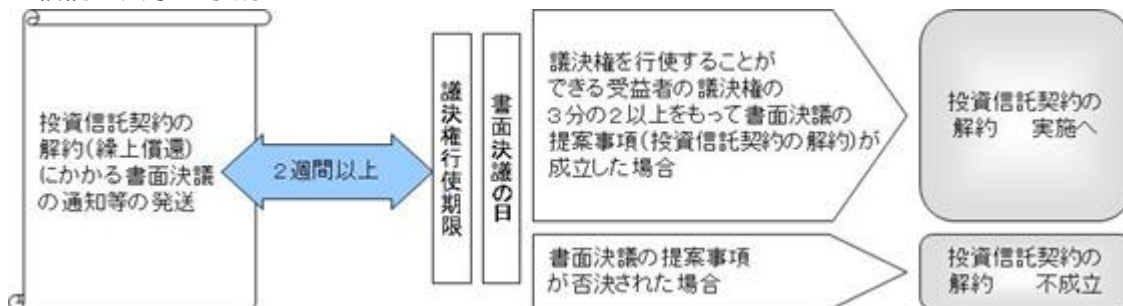 投資信託契約の
解約(繰上償還)
にかかる書面決議
の通知等の発送
2週間以上
議決権行使期限
書面決議の日
議決権を行使することが
できる受益者の議決権の
3分の2以上をもって書面決議の
提案事項(投資信託契約の解約)が
成立した場合
投資信託契約の
解約 実施へ
書面決議の提案事項
が否決された場合
投資信託契約の
解約 不成立